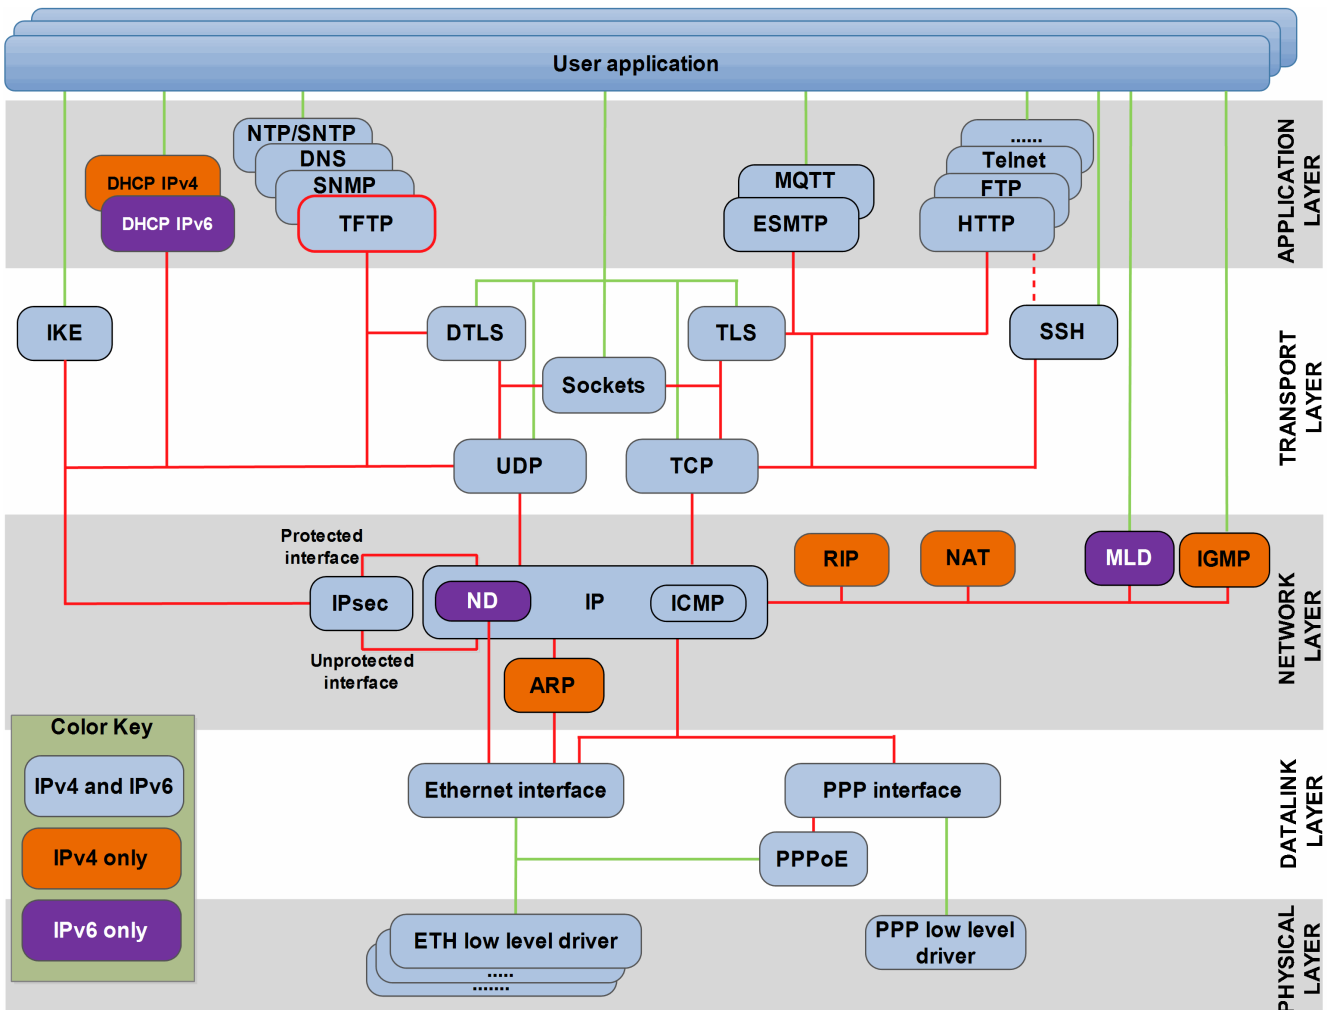 User application
NTP/SNTP
DNS
SNMP
TFTP
DHCP IPv4
DHCP IPv6
MQTT
ESMTP
......
Telnet
FTP
HTTP
APPLICATION
LAYER
IKE
DTLS
TLS
SSH
Sockets
UDP
TCP
TRANSPORT
LAYER
Protected
interface
IPsec
Unprotected
interface
ND
IP
ICMP
RIP
NAT
MLD
IGMP
ARP
NETWORK
LAYER
Color Key
IPv4 and IPv6
IPv4 only
IPv6 only
Ethernet interface
PPP interface
PPPoE
DATALINK
LAYER
ETH low level driver
.....
.......
PPP low level
driver
PHYSICAL
LAYER